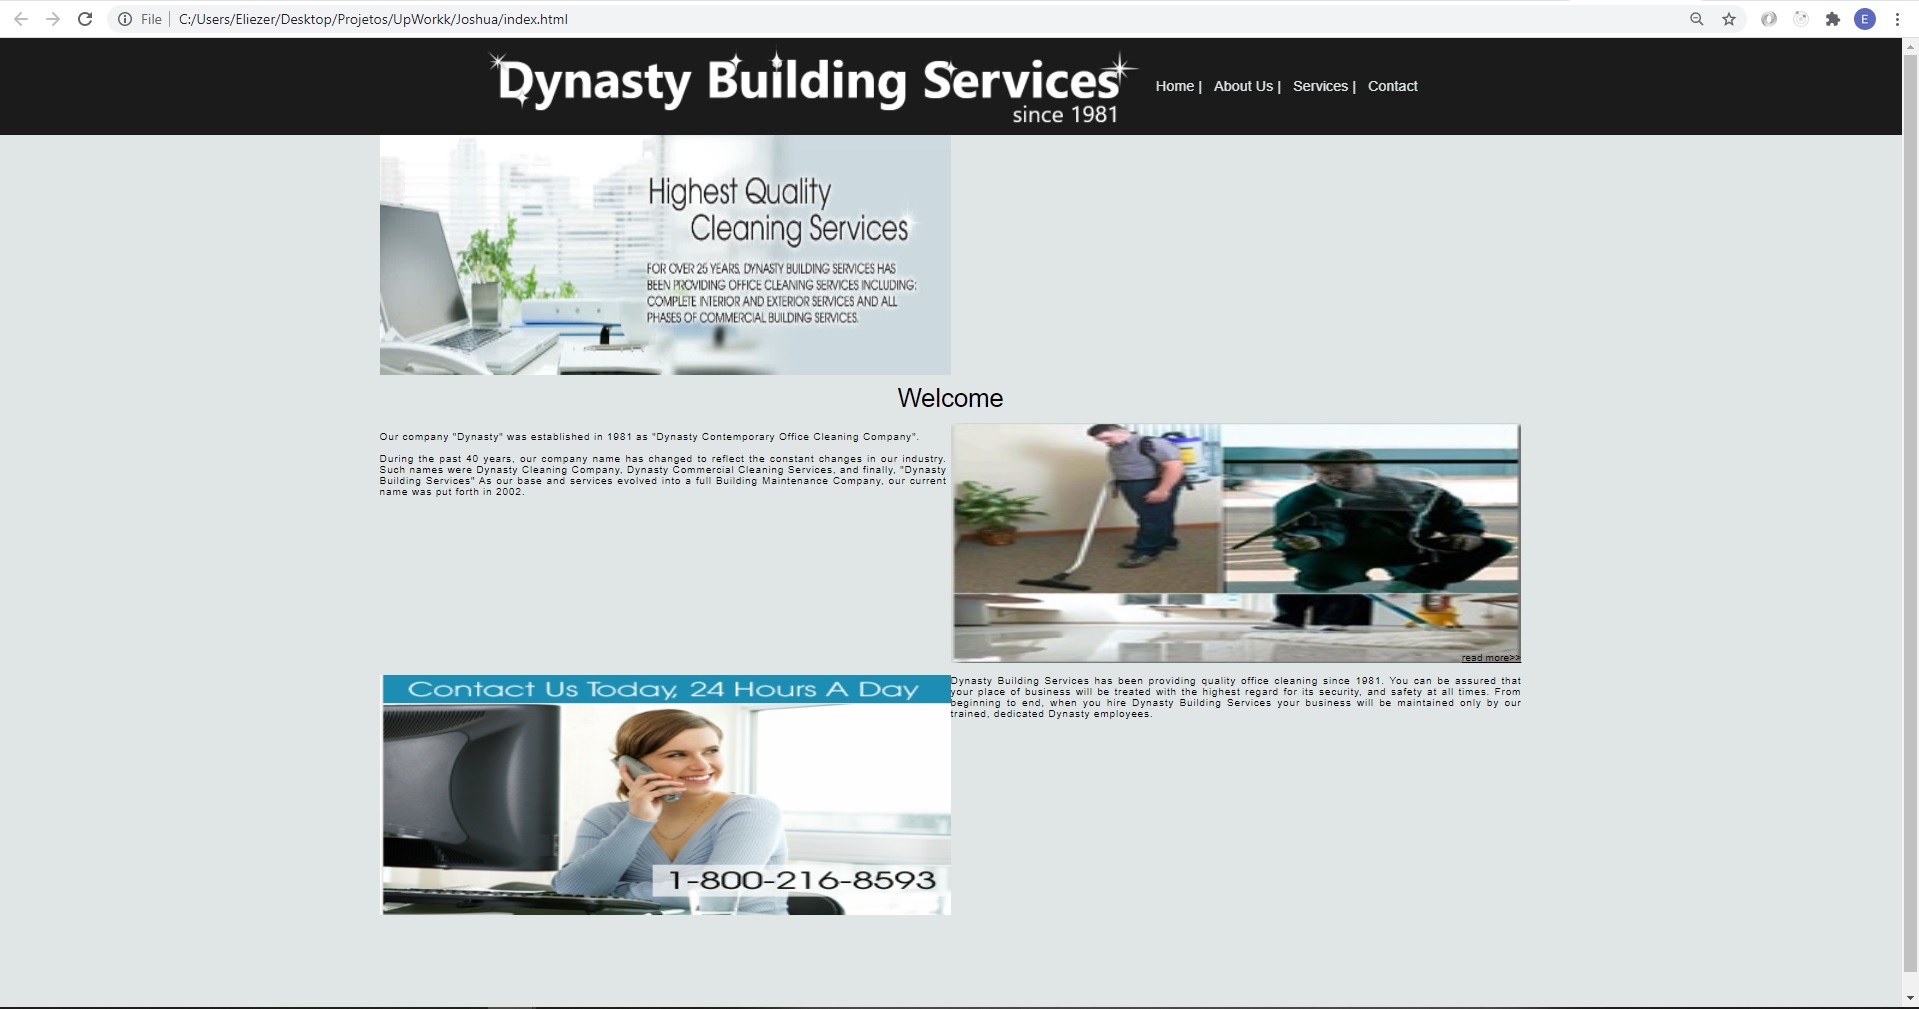 File | C:/Users/Eliezer/Desktop/Projetos/UpWorkk/Joshua/index.html
E
Dynasty Building Services
since 1981
Home | About Us | Services | Contact
Highest Quality
Cleaning Services
FOR OVER 25 YEARS, DYNASTY BUILDING SERVICES HAS
BEEN PROVIDING OFFICE CLEANING SERVICES INCLUDING:
COMPLETE INTERIOR AND EXTERIOR SERVICES AND ALL
PHASES OF COMMERCIAL BUILDING SERVICES.
Welcome
Our company "Dynasty" was established in 1981 as "Dynasty Contemporary Office Cleaning Company".
During the past 40 years, our company name has changed to reflect the constant changes in our industry.
Such names were Dynasty Cleaning Company, Dynasty Commercial Cleaning Services, and finally, "Dynasty
Building Services" As our base and services evolved into a full Building Maintenance Company, our current
name was put forth in 2002.
read more>>
Contact Us Today, 24 Hours A Day
1-800-216-8593
Dynasty Building Services has been providing quality office cleaning since 1981. You can be assured that
your place of business will be treated with the highest regard for its security, and safety at all times. From
beginning to end, when you hire Dynasty Building Services your business will be maintained only by our
trained, dedicated Dynasty employees.